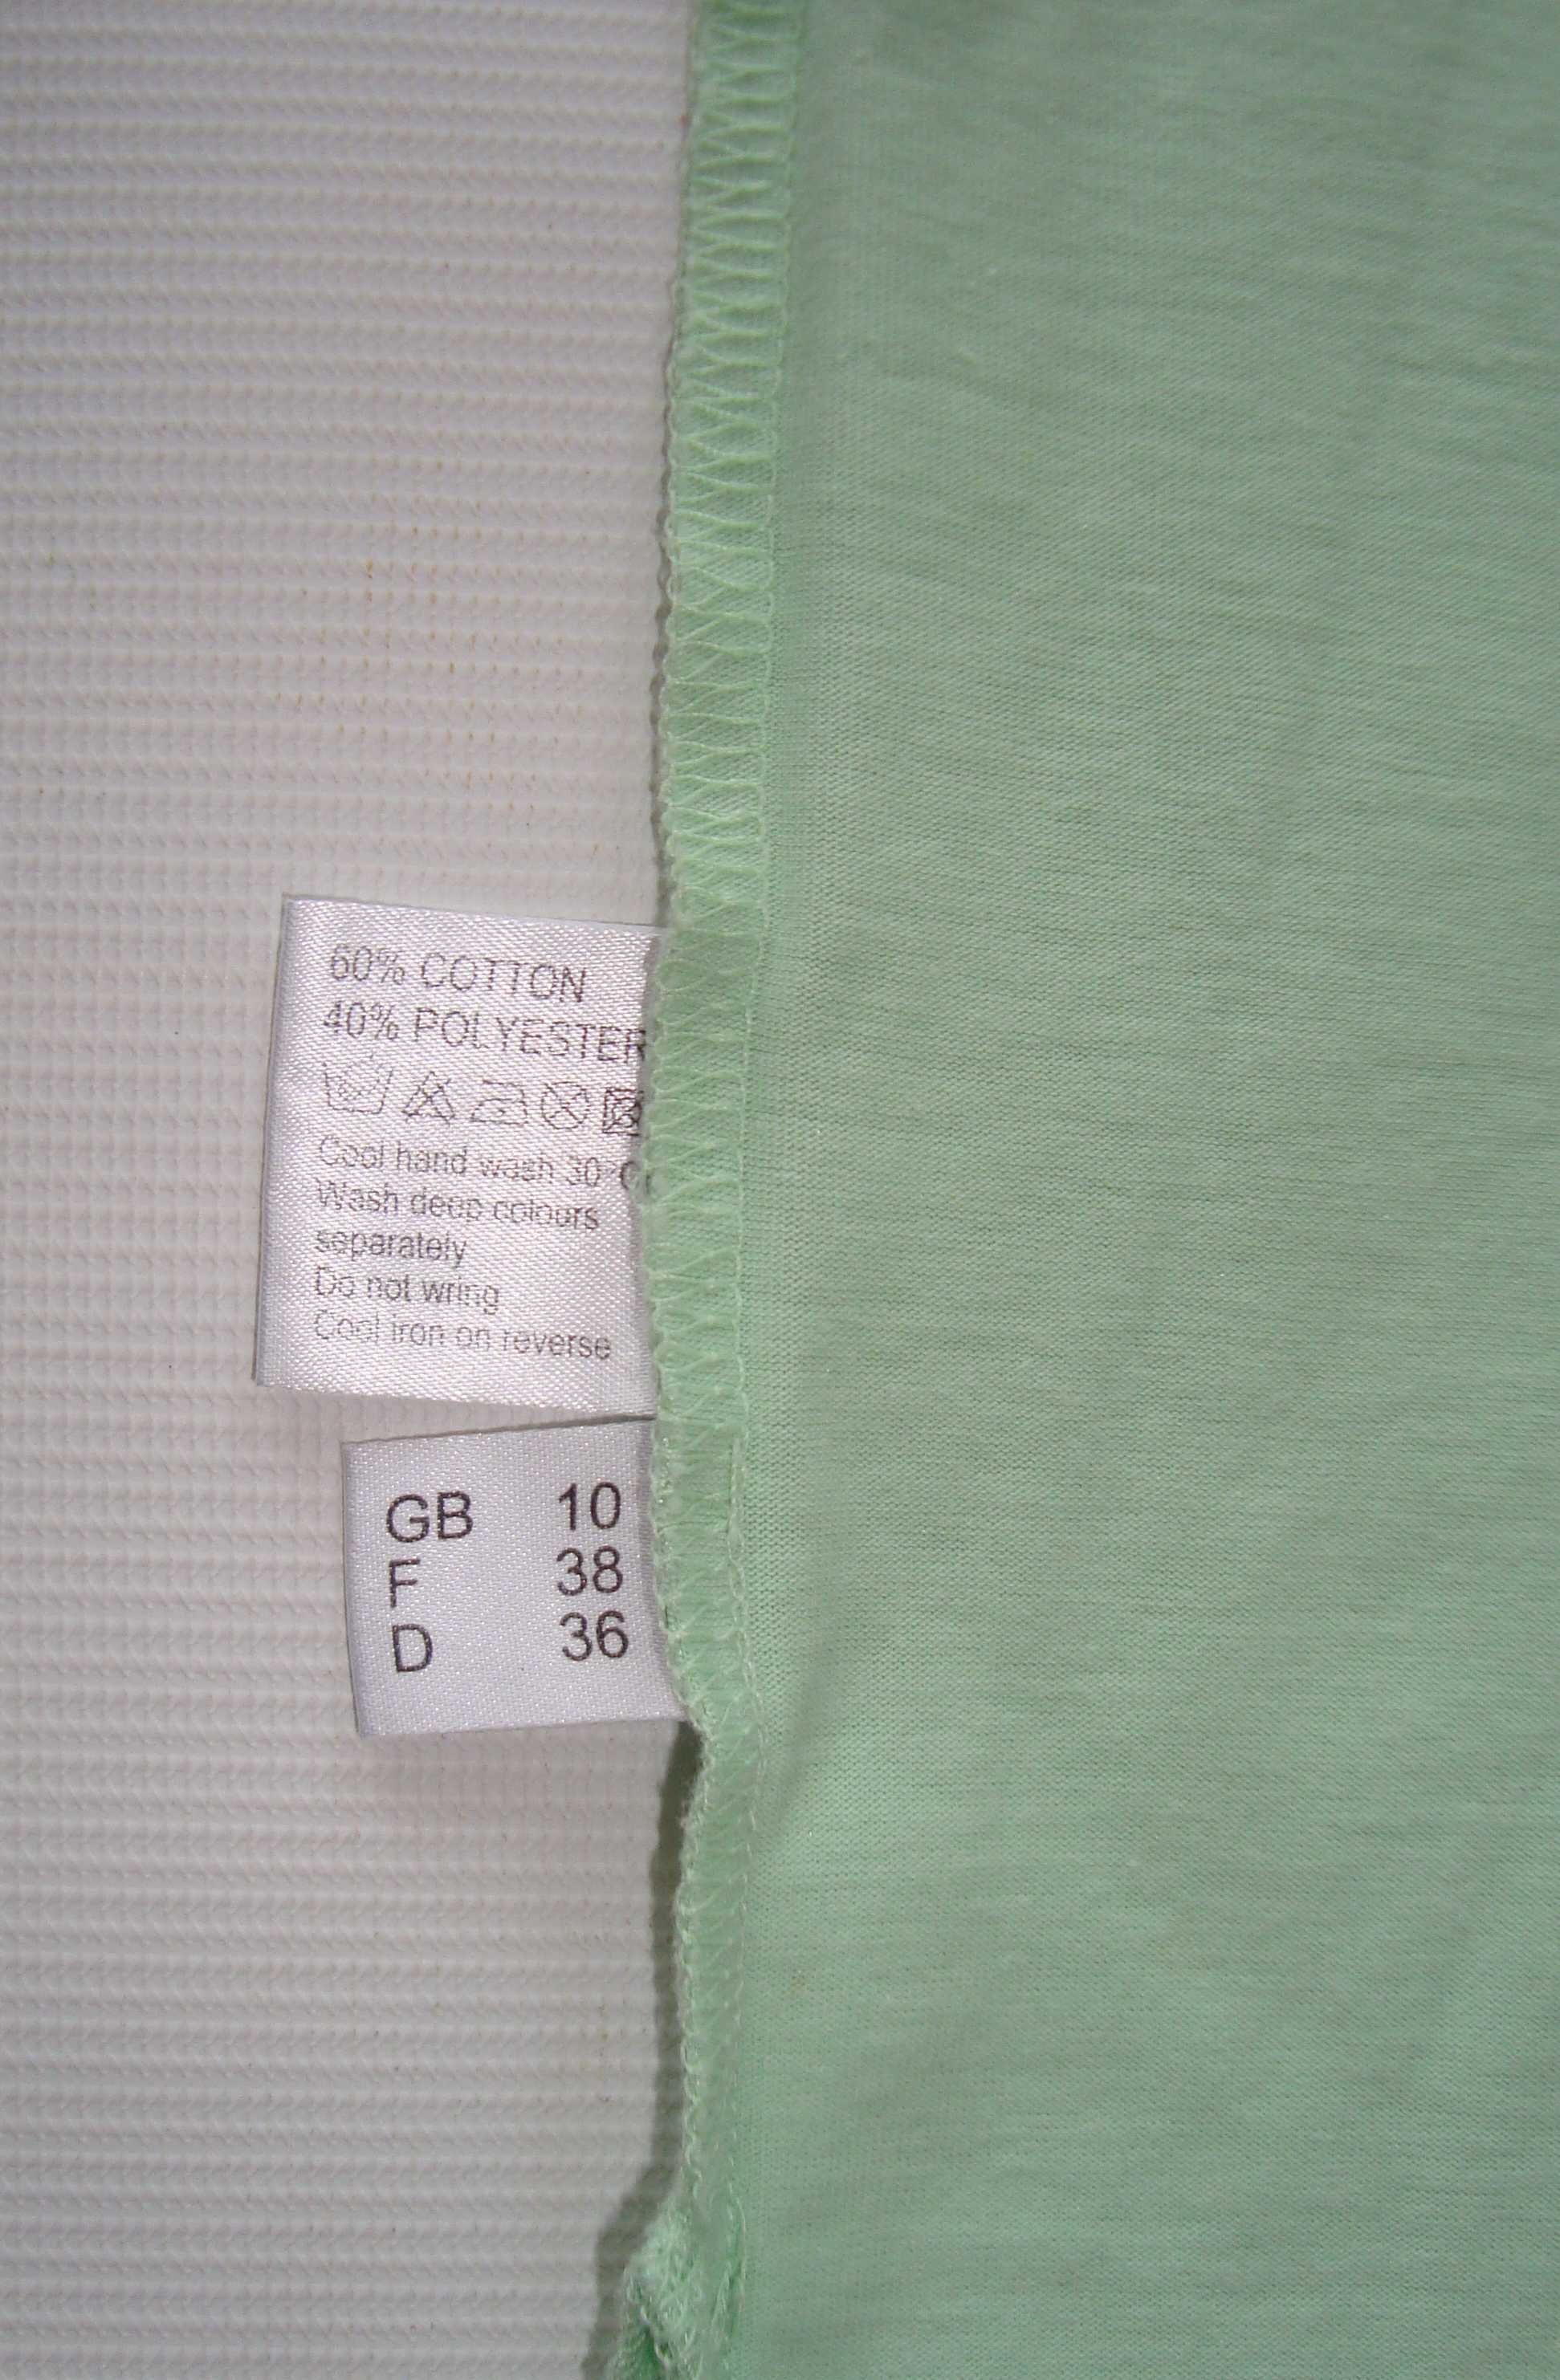 60% COTTON
40% POLYESTER
Cool hand wash 30°C
Wash deep colours
separately
Do not wring
Cool iron on reverse
GB 10
F 38
D 36